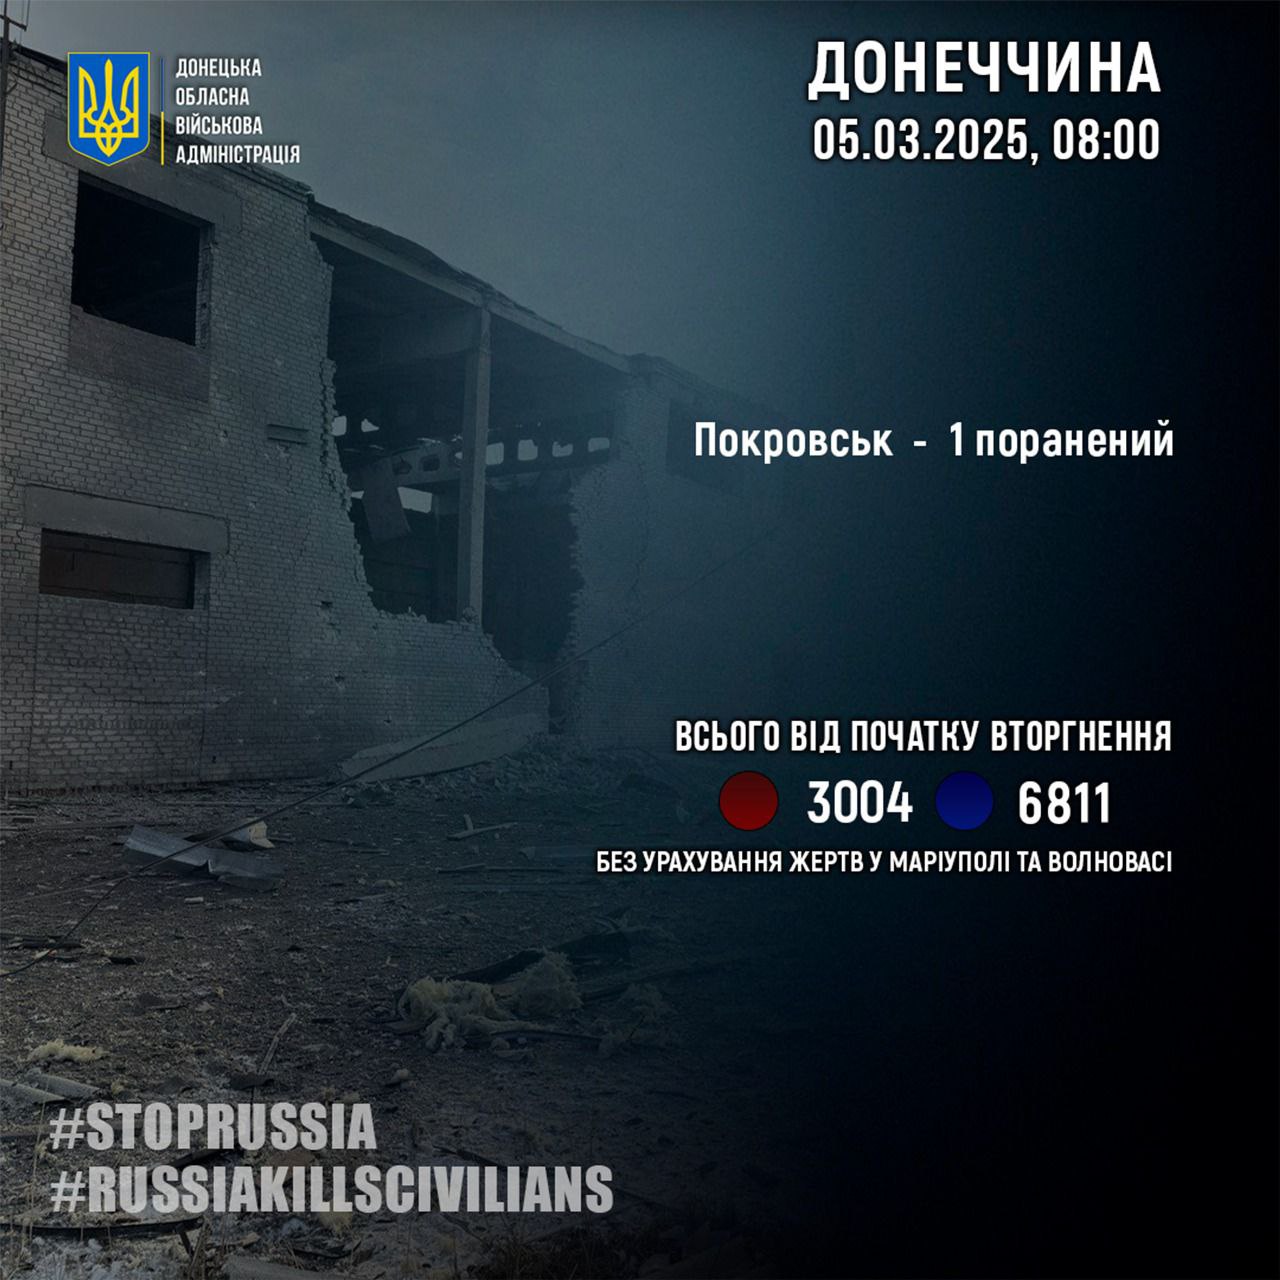 ДОНЕЦЬКА
ОБЛАСНА
ВІЙСЬКОВА
АДМІНІСТРАЦІЯ
ДОНЕЧЧИНА
05.03.2025, 08:00
Покровськ - 1 поранений
ВСЬОГО ВІД ПОЧАТКУ ВТОРГНЕННЯ
3004 6811
БЕЗ УРАХУВАННЯ ЖЕРТВ У МАРІУПОЛІ ТА ВОЛНОВАСІ
#STOPRUSSIA
#RUSSIAKILLSCIVILIANS